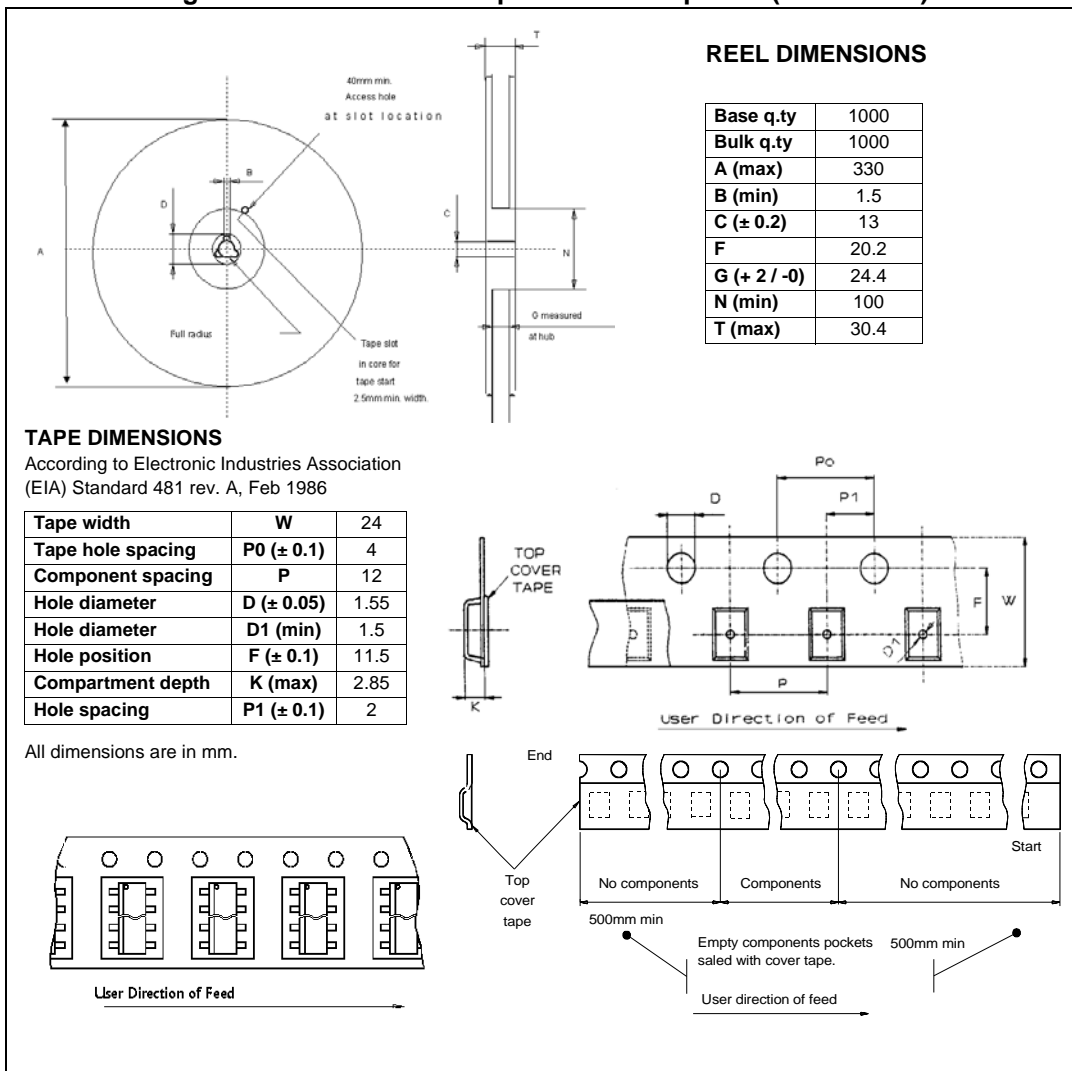 REEL DIMENSIONS
Base q.ty 1000
Bulk q.ty 1000
A (max) 330
B (min) 1.5
C (± 0.2) 13
F 20.2
G (+ 2 / -0) 24.4
N (min) 100
T (max) 30.4
T
40mm min.
Access hole
at slot location
B
D
A
C
N
Full radius
Tape slot
in core for
tape start
2.5mm min. width.
G measured
at hub
TAPE DIMENSIONS
According to Electronic Industries Association
(EIA) Standard 481 rev. A, Feb 1986
Tape width W 24
Tape hole spacing P0 (± 0.1) 4
Component spacing P 12
Hole diameter D (± 0.05) 1.55
Hole diameter D1 (min) 1.5
Hole position F (± 0.1) 11.5
Compartment depth K (max) 2.85
Hole spacing P1 (± 0.1) 2
All dimensions are in mm.
Po
D
P1
TOP
COVER
TAPE
F
W
D1
P
K
User Direction of Feed
End
Start
Top
cover
tape
No components
Components
No components
500mm min
Empty components pockets
saled with cover tape.
500mm min
User direction of feed
User Direction of Feed